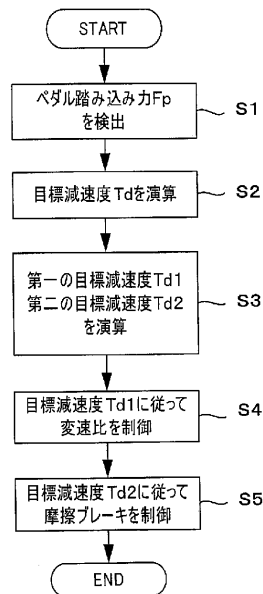 START
ペダル踏み込み力Fp
を検出
S1
目標減速度Tdを演算
S2
第一の目標減速度Td1
第二の目標減速度Td2
を演算
S3
目標減速度Td1に従って
変速比を制御
S4
目標減速度Td2に従って
摩擦ブレーキを制御
S5
END